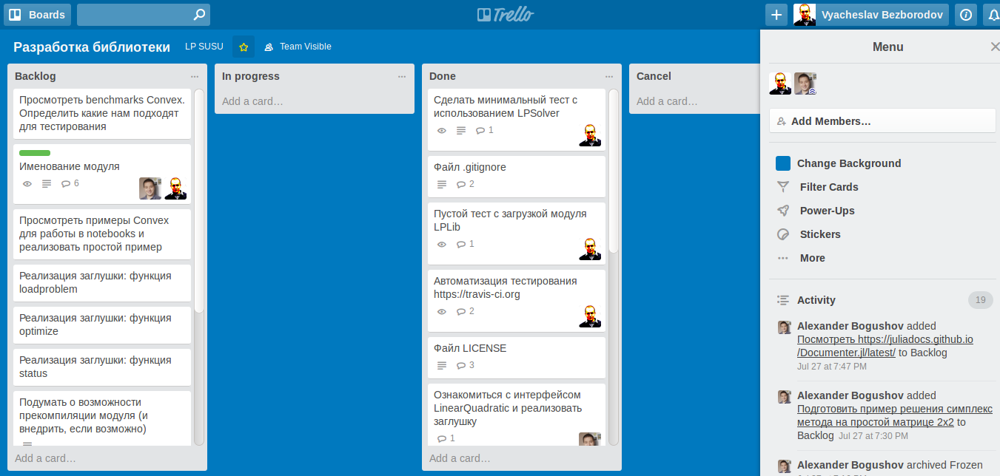 Boards
Trello
Vyacheslav Bezborodov
Разработка библиотеки
LP SUSU
Team Visible
Backlog
Просмотреть benchmarks Convex.
Определить какие нам подходят
для тестирования
Именование модуля
6
Просмотреть примеры Convex
для работы в notebooks и
реализовать простой пример
Реализация заглушки: функция
loadproblem
Реализация заглушки: функция
optimize
Реализация заглушки: функция
status
Подумать о возможности
прекомпиляции модуля (и
внедрить, если возможно)
Add a card…
In progress
Add a card…
Done
Сделать минимальный тест с
использованием LPSolver
1
Файл .gitignore
2
Пустой тест с загрузкой модуля
LPLib
1
Автоматизация тестирования
https://travis-ci.org
2
Файл LICENSE
3
Ознакомиться с интерфейсом
LinearQuadratic и реализовать
заглушку
1
Add a card…
Cancel
Add a card…
Menu
Add Members…
Change Background
Filter Cards
Power-Ups
Stickers
More
Activity
19
Alexander Bogushov added
Посмотреть https://juliadocs.github.io
/Documenter.jl/latest/ to Backlog
Jul 27 at 7:47 PM
Alexander Bogushov added
Подготовить пример решения симплекс
метода на простой матрице 2x2 to
Backlog Jul 27 at 7:30 PM
Alexander Bogushov archived Frozen